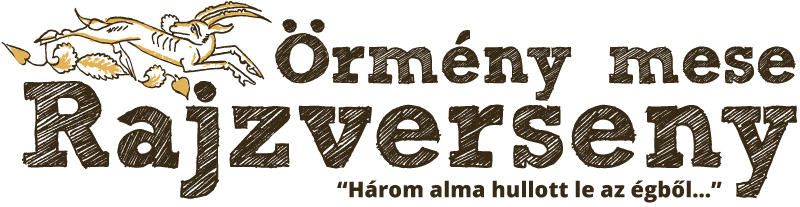 Örmény mese
Rajzverseny
“Három alma hullott le az égből...”